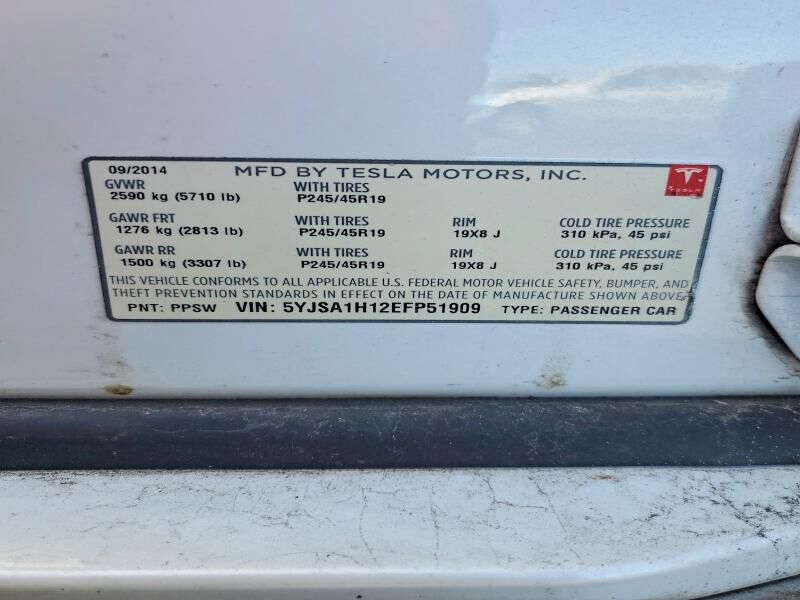 09/2014 MFD BY TESLA MOTORS, INC.
TESLA
GVWR WITH TIRES
2590 kg (5710 lb) P245/45R19
GAWR FRT WITH TIRES RIM COLD TIRE PRESSURE
1276 kg (2813 lb) P245/45R19 19X8 J 310 kPa, 45 psi
GAWR RR WITH TIRES RIM COLD TIRE PRESSURE
1500 kg (3307 lb) P245/45R19 19X8 J 310 kPa, 45 psi
THIS VEHICLE CONFORMS TO ALL APPLICABLE U.S. FEDERAL MOTOR VEHICLE SAFETY, BUMPER, AND
THEFT PREVENTION STANDARDS IN EFFECT ON THE DATE OF MANUFACTURE SHOWN ABOVE
PNT: PPSW VIN: 5YJSA1H12EFP51909 TYPE: PASSENGER CAR